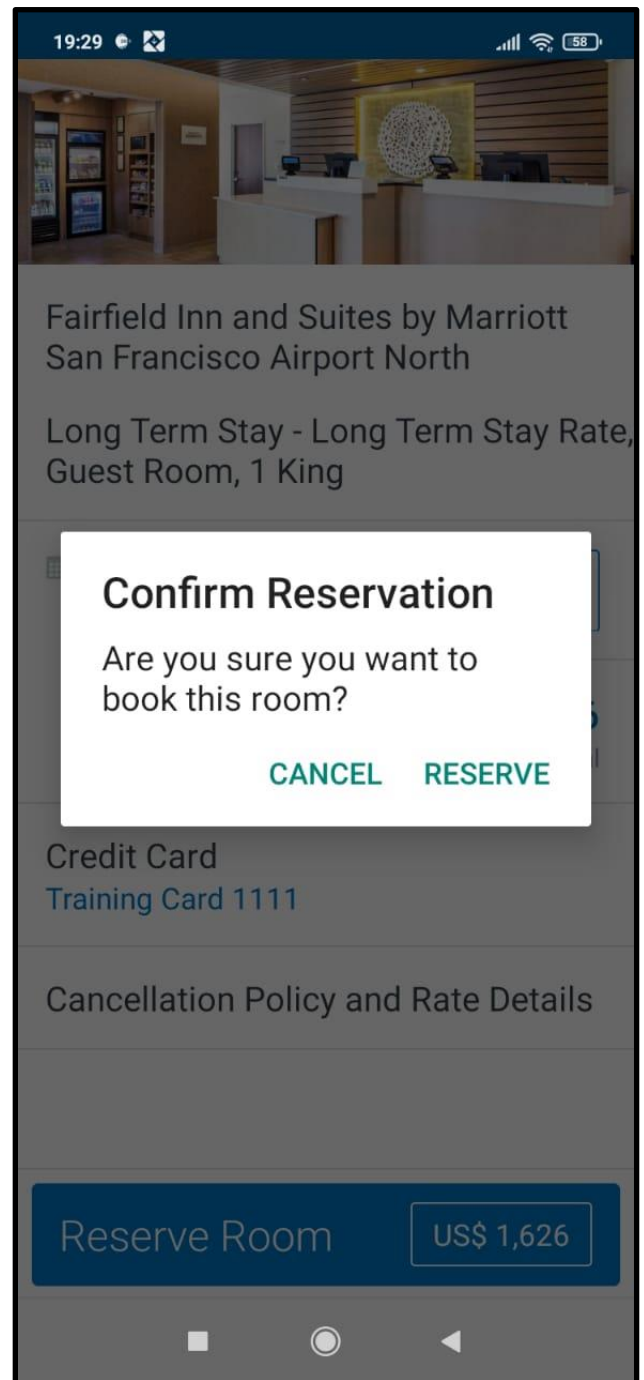 19:29
58
Fairfield Inn and Suites by Marriott
San Francisco Airport North
Long Term Stay - Long Term Stay Rate,
Guest Room, 1 King
Confirm Reservation
Are you sure you want to
book this room?
CANCEL RESERVE
Credit Card
Training Card 1111
Cancellation Policy and Rate Details
Reserve Room US$ 1,626